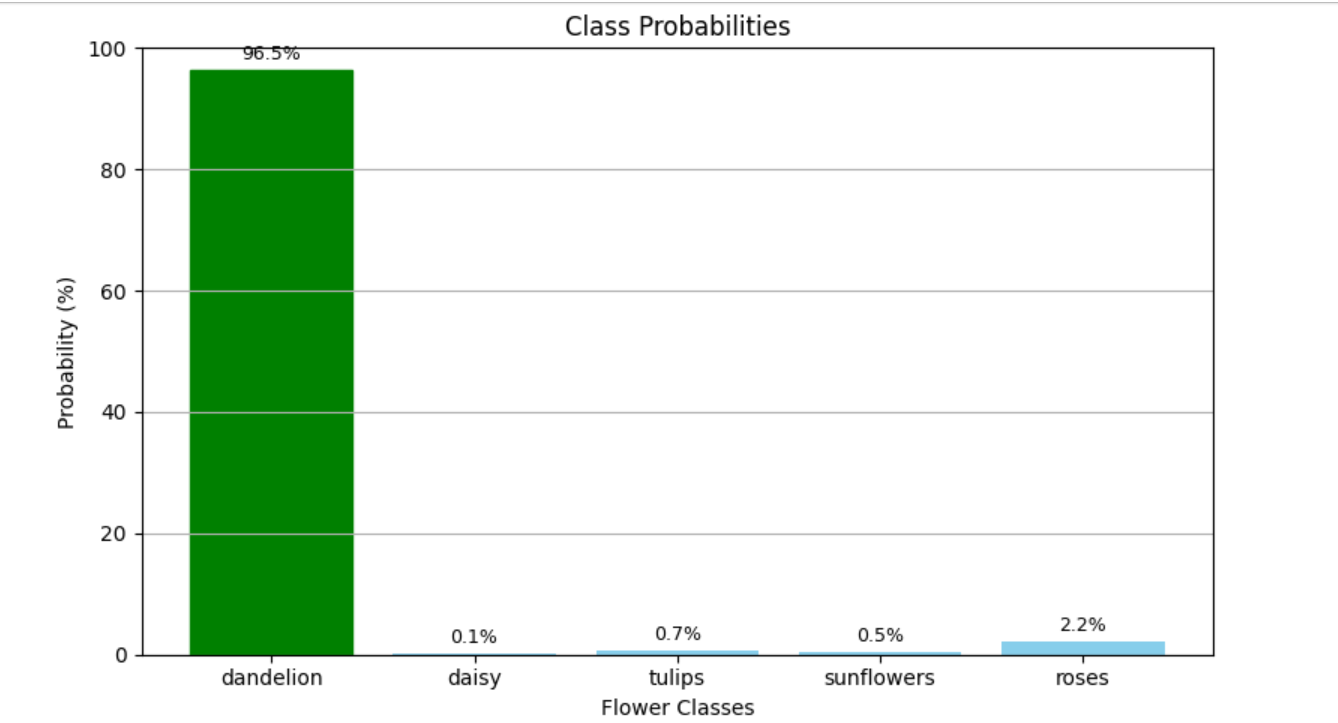 Class Probabilities
100
96.5%
80
60
Probability (%)
40
20
0.1%
0.7%
0.5%
2.2%
0
dandelion daisy tulips sunflowers roses
Flower Classes